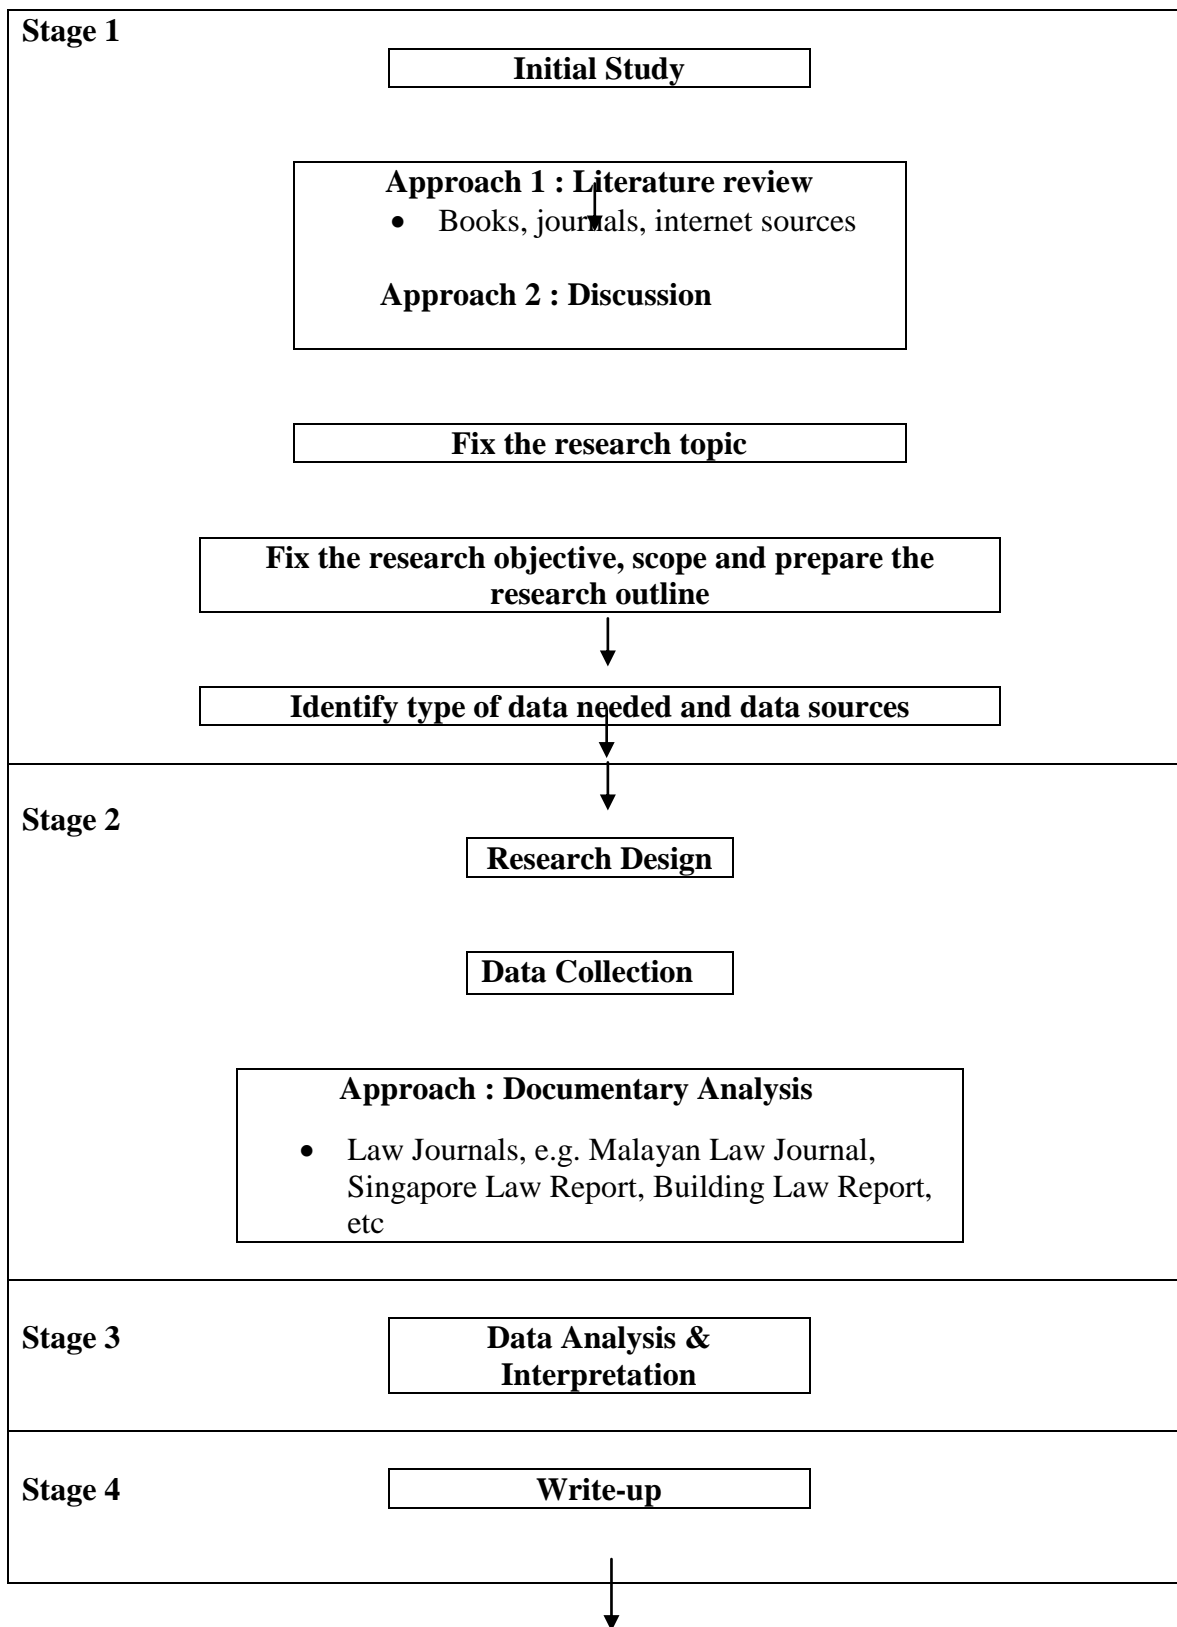 Stage 1
Initial Study
Approach 1 : Literature review
• Books, journals, internet sources
Approach 2 : Discussion
Fix the research topic
Fix the research objective, scope and prepare the
research outline
Identify type of data needed and data sources
Stage 2
Research Design
Data Collection
Approach : Documentary Analysis
• Law Journals, e.g. Malayan Law Journal,
Singapore Law Report, Building Law Report,
etc
Stage 3
Data Analysis &
Interpretation
Stage 4
Write-up